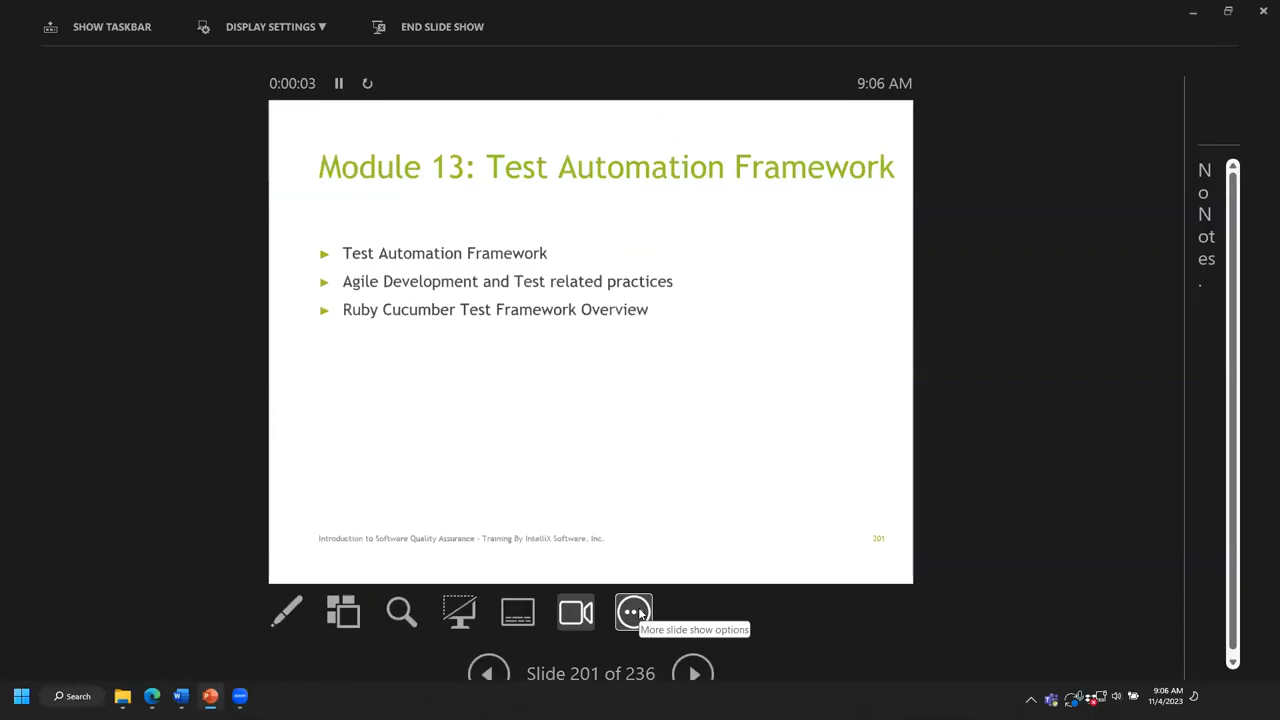 SHOW TASKBAR DISPLAY SETTINGS ▼ END SLIDE SHOW
0:00:03 9:06 AM
Module 13: Test Automation Framework
► Test Automation Framework
► Agile Development and Test related practices
► Ruby Cucumber Test Framework Overview
Introduction to Software Quality Assurance - Training By IntelliX Software, Inc. 201
N
o
N
ot
es
.
More slide show options
Slide 201 of 236
Search
9:06 AM
11/4/2023